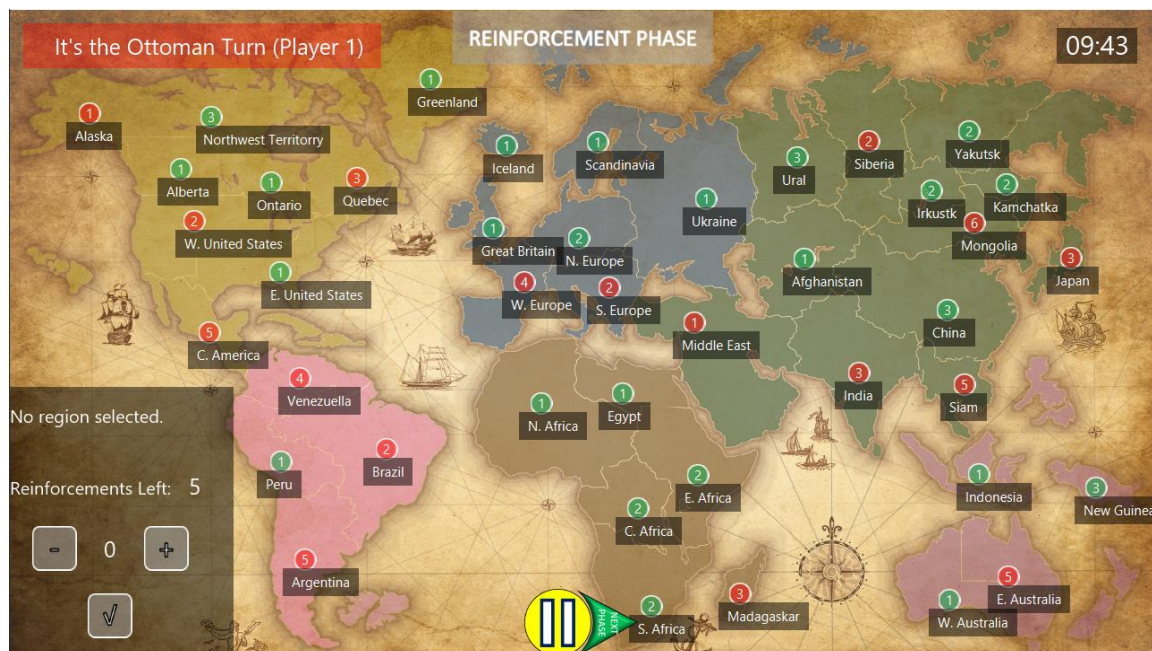 It's the Ottoman Turn (Player 1)
REINFORCEMENT PHASE
09:43
1
Greenland
1
Alaska
3
Northwest Territorry
1
Iceland
1
Scandinavia
3
Ural
2
Siberia
2
Yakutsk
1
Alberta
1
Ontario
3
Quebec
1
Ukraine
2
Irkustk
2
Kamchatka
2
W. United States
1
Great Britain
2
N. Europe
6
Mongolia
1
E. United States
4
W. Europe
2
S. Europe
1
Afghanistan
3
Japan
5
C. America
1
Middle East
3
China
4
Venezuella
1
N. Africa
1
Egypt
3
India
5
Siam
No region selected.
1
Peru
2
Brazil
2
E. Africa
1
Indonesia
3
New Guinea
Reinforcements Left: 5
2
C. Africa
- 0 +
√
5
Argentina
NEXT
PHASE
2
S. Africa
3
Madagaskar
1
W. Australia
5
E. Australia